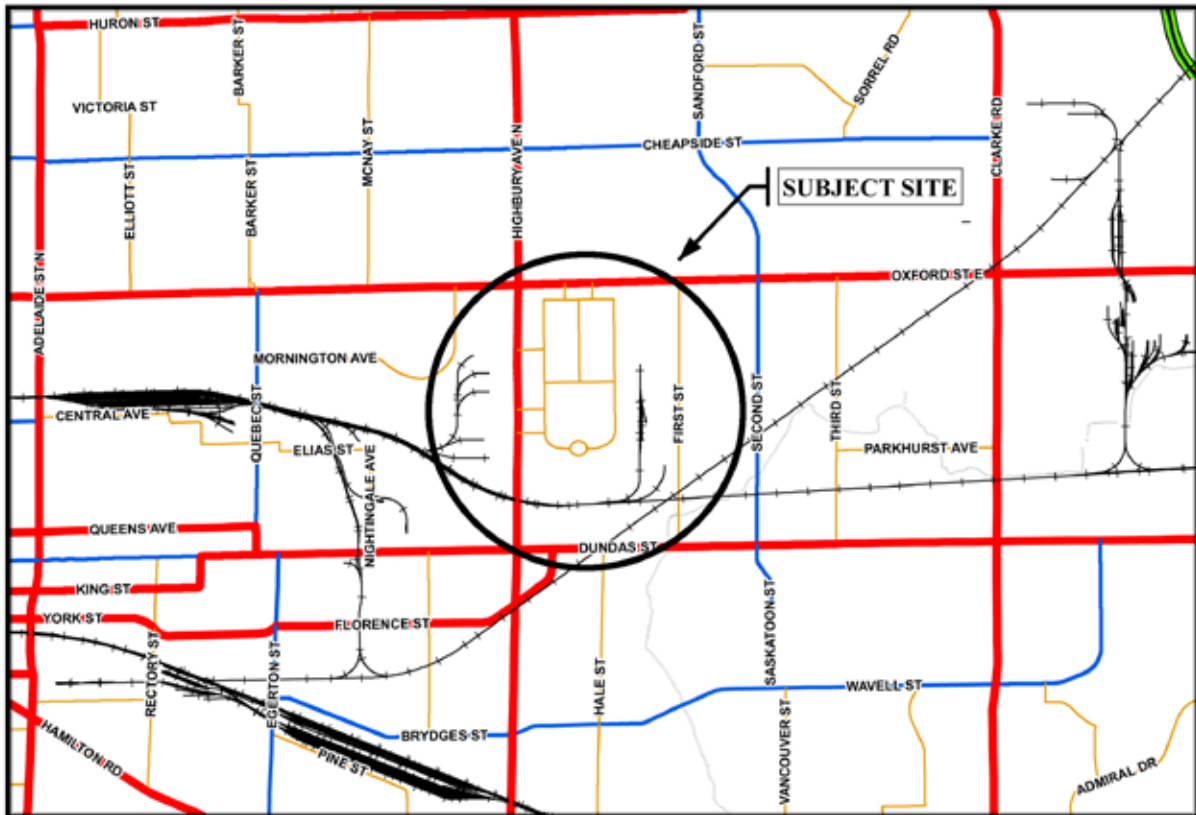 HURON ST
BARKER ST
SANDFORD ST
SORREL RD
VICTORIA ST
MCNAY ST
HIGHBURY AVE N
CLARKE RD
CHEAPSIDE ST
ELLIOTT ST
BARKER ST
SUBJECT SITE
ADELAIDE ST N
OXFORD ST E
MORNINGTON AVE
QUEBEC ST
CENTRAL AVE
ELIAS ST
NIGHTINGALE AVE
FIRST ST
SECOND ST
THIRD ST
PARKHURST AVE
QUEENS AVE
DUNDAS ST
KING ST
YORK ST
FLORENCE ST
RECTORY ST
EGERTON ST
HALE ST
SASKATOON ST
WAVELL ST
VANCOUVER ST
HAMILTON RD
BRYDGES ST
PINE ST
ADMIRAL DR